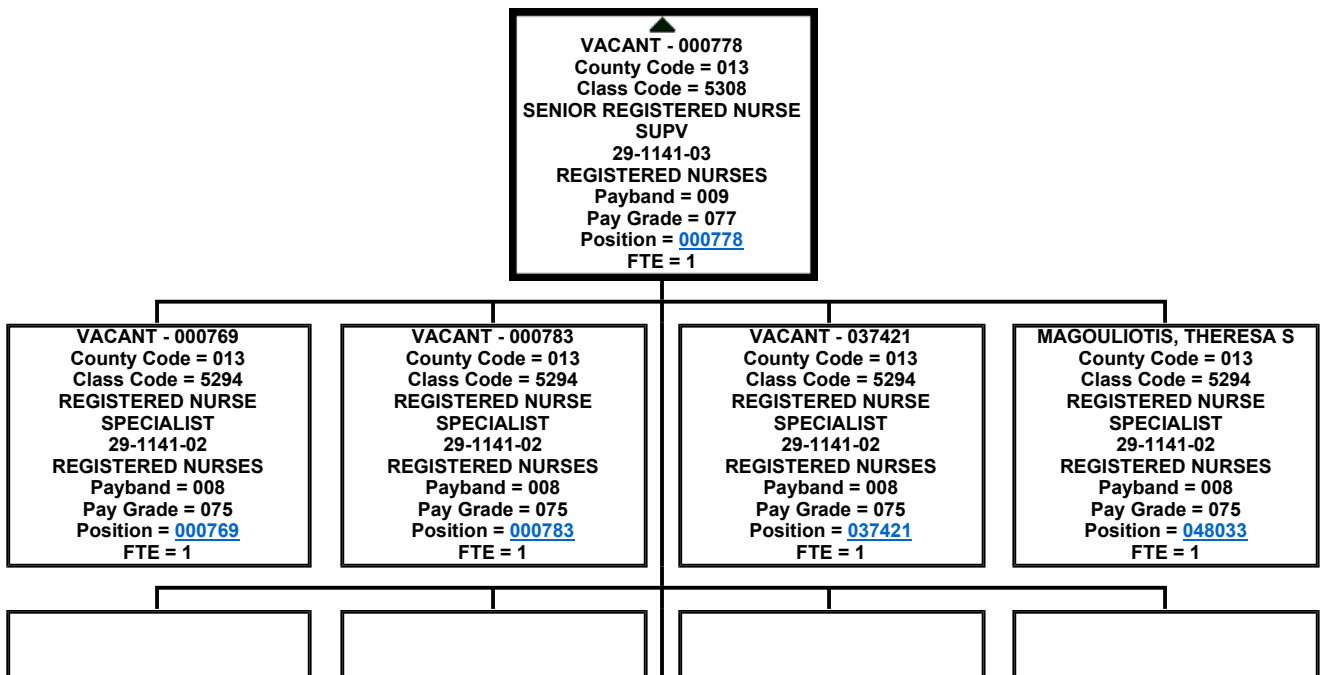 VACANT - 000778
County Code = 013
Class Code = 5308
SENIOR REGISTERED NURSE
SUPV
29-1141-03
REGISTERED NURSES
Payband = 009
Pay Grade = 077
Position = 000778
FTE = 1
VACANT - 000769
County Code = 013
Class Code = 5294
REGISTERED NURSE
SPECIALIST
29-1141-02
REGISTERED NURSES
Payband = 008
Pay Grade = 075
Position = 000769
FTE = 1
VACANT - 000783
County Code = 013
Class Code = 5294
REGISTERED NURSE
SPECIALIST
29-1141-02
REGISTERED NURSES
Payband = 008
Pay Grade = 075
Position = 000783
FTE = 1
VACANT - 037421
County Code = 013
Class Code = 5294
REGISTERED NURSE
SPECIALIST
29-1141-02
REGISTERED NURSES
Payband = 008
Pay Grade = 075
Position = 037421
FTE = 1
MAGOULIOTIS, THERESA S
County Code = 013
Class Code = 5294
REGISTERED NURSE
SPECIALIST
29-1141-02
REGISTERED NURSES
Payband = 008
Pay Grade = 075
Position = 048033
FTE = 1